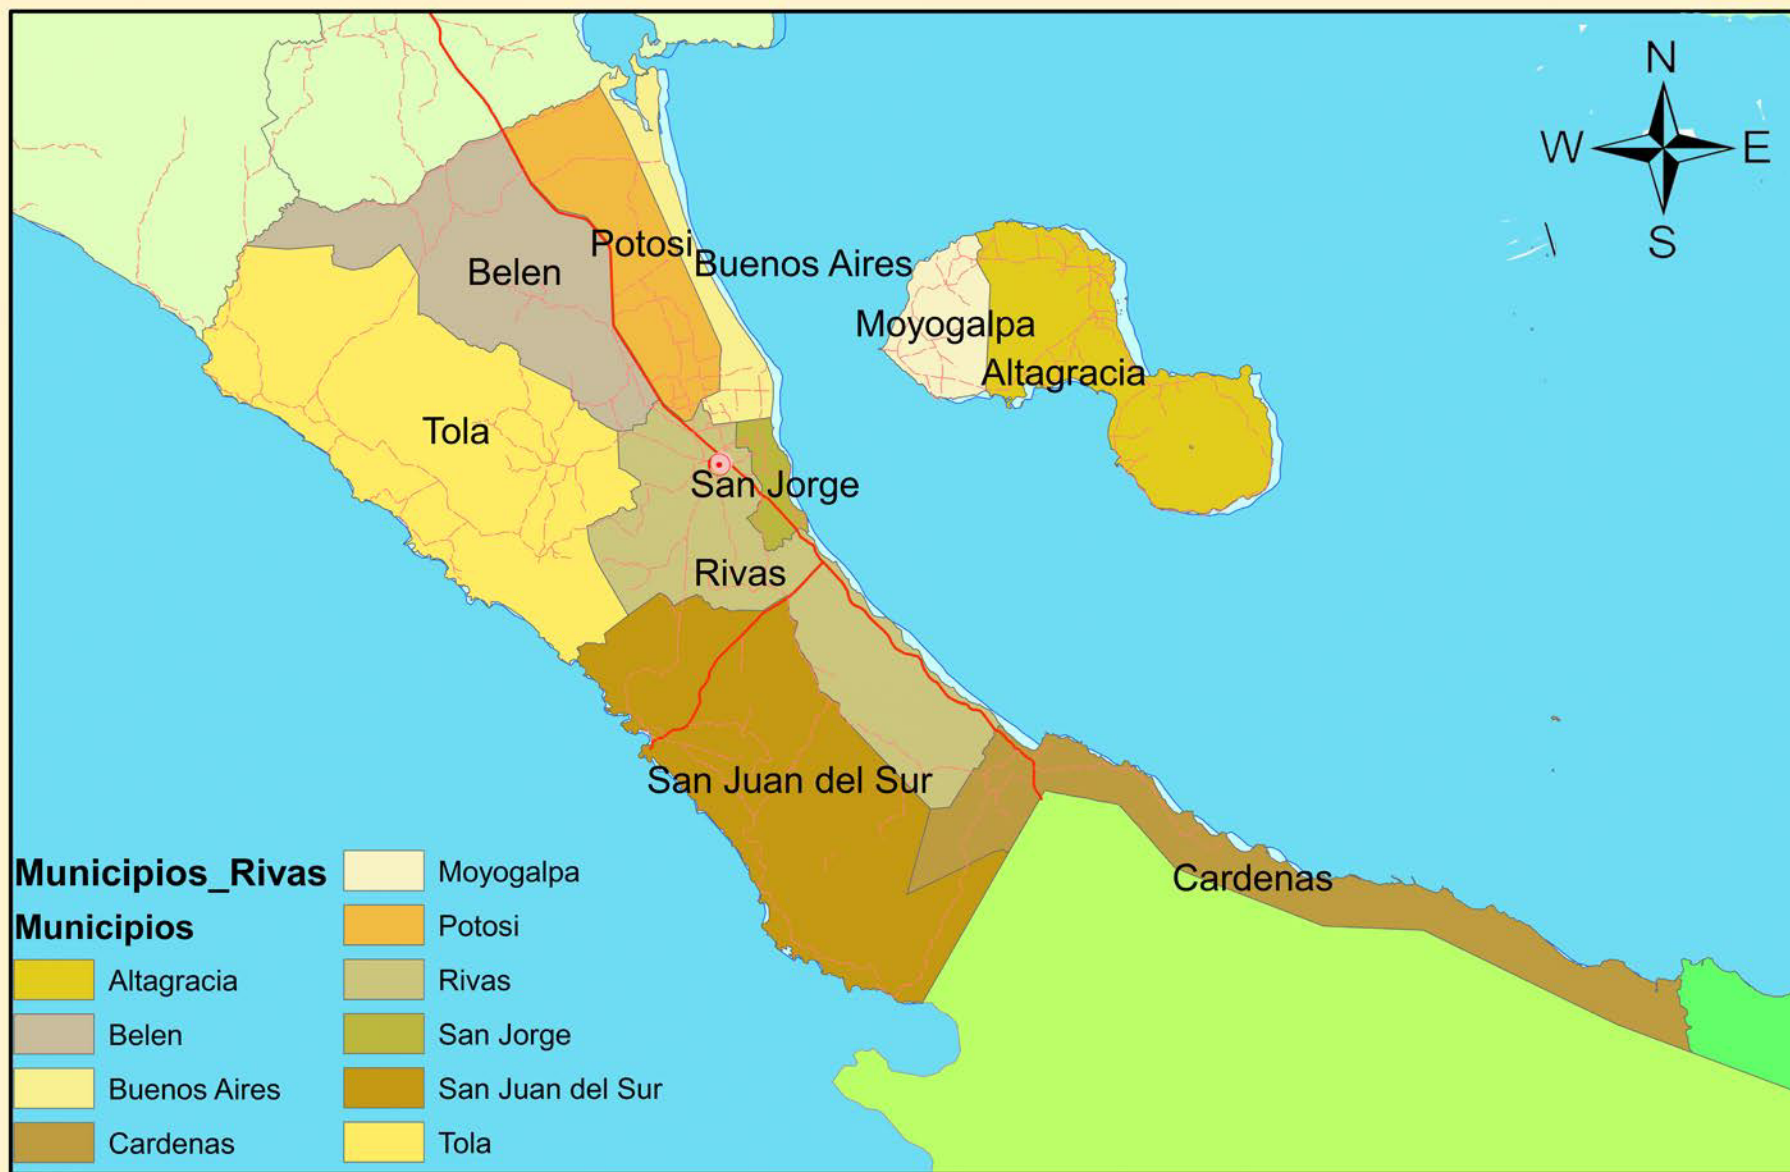 N
W
E
S
Potosi
Buenos Aires
Belen
Moyogalpa
Altagracia
Tola
San Jorge
Rivas
San Juan del Sur
Cardenas
Municipios_Rivas
Municipios
Altagracia
Belen
Buenos Aires
Cardenas
Moyogalpa
Potosi
Rivas
San Jorge
San Juan del Sur
Tola